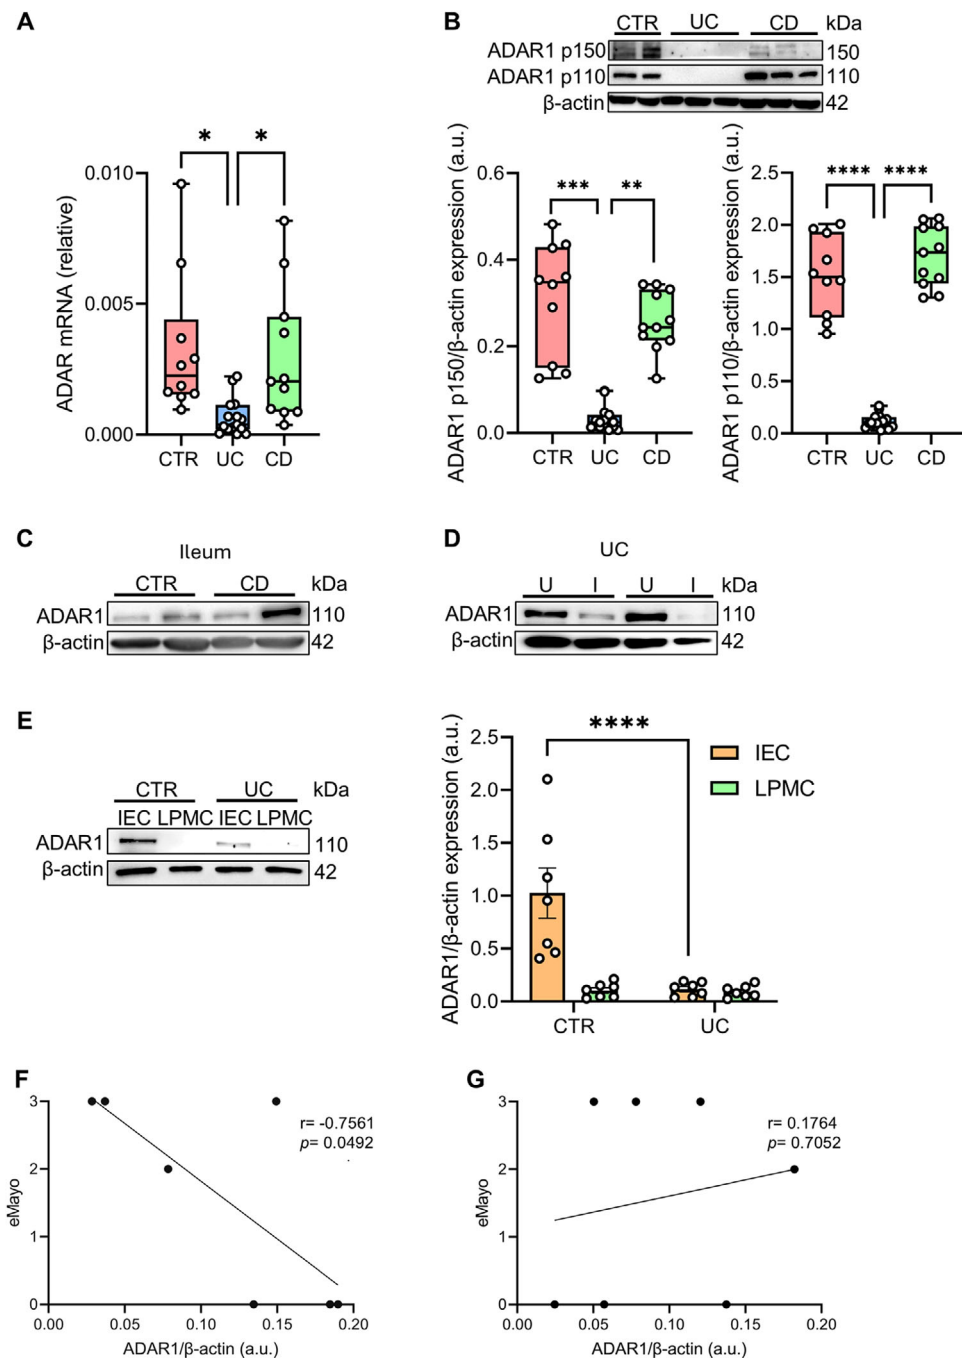 A
ADAR mRNA (relative)
* *
0.010
0.005
0.000
CTR UC CD
B
CTR UC CD kDa
ADAR1 p150 150
ADAR1 p110 110
β-actin 42
ADAR1 p150/β-actin expression (a.u.)
*** **
0.6
0.4
0.2
0.0
CTR UC CD
ADAR1 p110/β-actin expression (a.u.)
**** ****
2.5
2.0
1.5
1.0
0.5
0.0
CTR UC CD
C
Ileum
CTR CD kDa
ADAR1 110
β-actin 42
D
UC
U I U I kDa
ADAR1 110
β-actin 42
E
CTR UC kDa
IEC LPMC IEC LPMC
ADAR1 110
β-actin 42
ADAR1/β-actin expression (a.u.)
****
IEC
LPMC
2.5
2.0
1.5
1.0
0.5
0.0
CTR UC
F
eMayo
3
2
1
0
r= -0.7561
p= 0.0492
0.00 0.05 0.10 0.15 0.20
ADAR1/β-actin (a.u.)
G
eMayo
3
2
1
0
r= 0.1764
p= 0.7052
0.00 0.05 0.10 0.15 0.20
ADAR1/β-actin (a.u.)